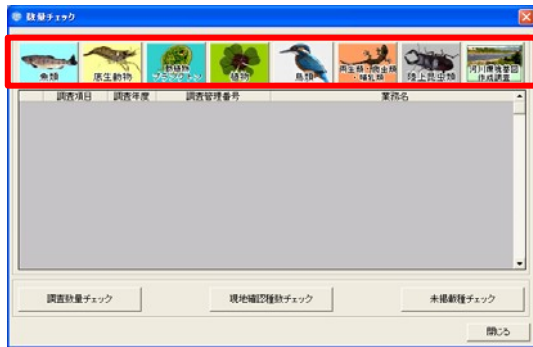 数量チェック
魚類
底生動物
動植物
プランクトン
植物
鳥類
両生類・爬虫類
・哺乳類
陸上昆虫類
河川環境基図
作成調査
調査項目 調査年度 調査管理番号 業務名
調査数量チェック 現地確認種数チェック 未掲載種チェック
閉じる